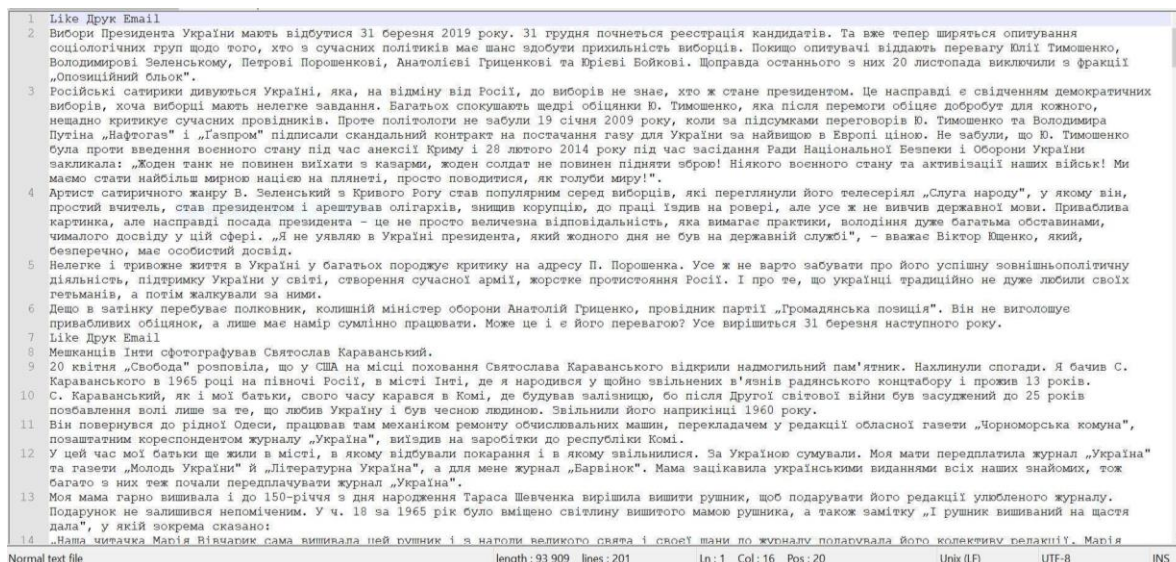 1 Like Друк Email
2 Вибори Президента України мають відбутися 31 березня 2019 року. 31 грудня почнеться реєстрація кандидатів. Та вже тепер ширяться опитування
соціологічних груп щодо того, хто з сучасних політиків має шанс здобути прихильність виборців. Покищо опитувачі віддають перевагу Юлії Тимошенко,
Володимирові Зеленському, Петрові Порошенкові, Анатолієві Гриценкові та Юрієві Бойкові. Щоправда останнього з них 20 листопада виключили з фракції
„Опозиційний бльок".
3 Російські сатирики дивуються Україні, яка, на відміну від Росії, до виборів не знає, хто ж стане президентом. Це насправді є свідченням демократичних
виборів, хоча виборці мають нелегке завдання. Багатьох спокушають щедрі обіцянки Ю. Тимошенко, яка після перемоги обіцяє добробут для кожного,
нещадно критикує сучасних провідників. Проте політологи не забули 19 січня 2009 року, коли за підсумками переговорів Ю. Тимошенко та Володимира
Путіна „Нафтогаз" і „Ґазпром" підписали скандальний контракт на постачання газу для України за найвищою в Европі ціною. Не забули, що Ю. Тимошенко
була проти введення воєнного стану під час анексії Криму і 28 лютого 2014 року під час засідання Ради Національної Безпеки і Оборони України
закликала: „Жоден танк не повинен виїхати з казарми, жоден солдат не повинен підняти зброю! Ніякого воєнного стану та активізації наших військ! Ми
маємо стати найбільш мирною нацією на плянеті, просто поводитися, як голуби миру!".
4 Артист сатиричного жанру В. Зеленський з Кривого Рогу став популярним серед виборців, які переглянули його телесеріял „Слуга народу", у якому він,
простий вчитель, став президентом і арештував олігархів, знищив корупцію, до праці їздив на ровері, але усе ж не вивчив державної мови. Приваблива
картинка, але насправді посада президента – це не просто величезна відповідальність, яка вимагає практики, володіння дуже багатьма обставинами,
чималого досвіду у цій сфері. „Я не уявляю в Україні президента, який жодного дня не був на державній службі", – вважає Віктор Ющенко, який,
безперечно, має особистий досвід.
5 Нелегке і тривожне життя в Україні у багатьох породжує критику на адресу П. Порошенка. Усе ж не варто забувати про його успішну зовнішньополітичну
діяльність, підтримку України у світі, створення сучасної армії, жорстке протистояння Росії. І про те, що українці традиційно не дуже любили своїх
гетьманів, а потім жалкували за ними.
6 Дещо в затінку перебуває полковник, колишній міністер оборони Анатолій Гриценко, провідник партії „Громадянська позиція". Він не виголошує
привабливих обіцянок, а лише має намір сумлінно працювати. Може це і є його перевагою? Усе вирішиться 31 березня наступного року.
7 Like Друк Email
8 Мешканців Інти сфотографував Святослав Караванський.
9 20 квітня „Свобода" розповіла, що у США на місці поховання Святослава Караванського відкрили надмогильний пам'ятник. Нахлинули спогади. Я бачив С.
Караванського в 1965 році на півночі Росії, в місті Інті, де я народився у щойно звільнених в'язнів радянського концтабору і прожив 13 років.
10 С. Караванський, як і мої батьки, свого часу карався в Комі, де будував залізницю, бо після Другої світової війни був засуджений до 25 років
позбавлення волі лише за те, що любив Україну і був чесною людиною. Звільнили його наприкінці 1960 року.
11 Він повернувся до рідної Одеси, працював там механіком ремонту обчислювальних машин, перекладачем у редакції обласної газети „Чорноморська комуна",
позаштатним кореспондентом журналу „Україна", виїздив на заробітки до республіки Комі.
12 У цей час мої батьки ще жили в місті, в якому відбували покарання і в якому звільнилися. За Україною сумували. Моя мати передплатила журнал „Україна"
та газети „Молодь України" й „Літературна Україна", а для мене журнал „Барвінок". Мама зацікавила українськими виданнями всіх наших знайомих, тож
багато з них теж почали передплачувати журнал „Україна".
13 Моя мама гарно вишивала і до 150-річчя з дня народження Тараса Шевченка вирішила вишити рушник, щоб подарувати його редакції улюбленого журналу.
Подарунок не залишився непоміченим. У ч. 18 за 1965 рік було вміщено світлину вишитого мамою рушника, а також замітку „І рушник вишиваний на щастя
дала", у якій зокрема сказано:
14 „Наша читачка Марія Вівчарик сама вишивала цей рушник і з нагоди великого свята і своєї шани до журналу подарувала його колективу редакції. Марія
Normal text file length : 93 909 lines : 201 Ln : 1 Col : 16 Pos : 20 Unix (LF) UTF-8 INS